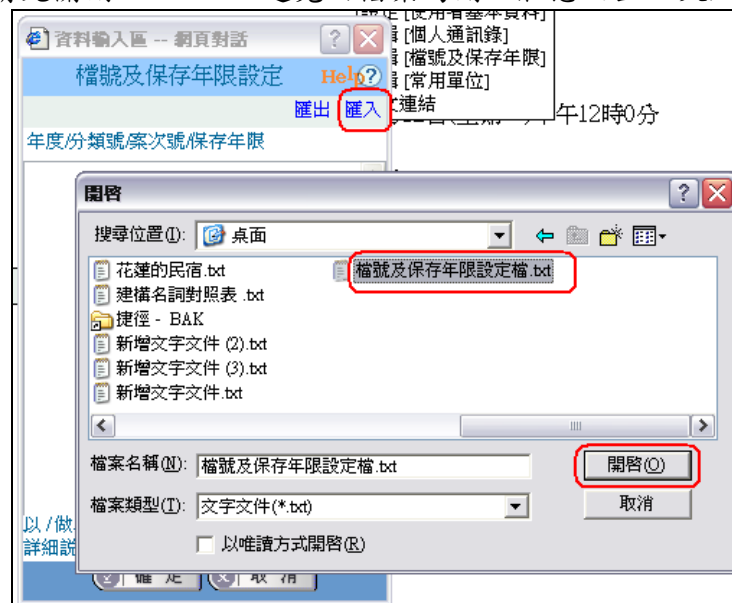 [使用者基本資料]
資料輸入區 -- 網頁對話
[個人通訊錄]
[檔號及保存年限]
檔號及保存年限設定 Help?
[常用單位]
匯出 匯入
連結
午12時0分
年度/分類號/案次號/保存年限
開啓
搜尋位置(I): 桌面
花蓮的民宿.txt
檔號及保存年限設定檔.txt
建構名詞對照表 .txt
捷徑 - BAK
新增文字文件 (2).txt
新增文字文件 (3).txt
新增文字文件.txt
檔案名稱(N): 檔號及保存年限設定檔.txt 開啓(O)
檔案類型(T): 文字文件(*.txt) 取消
以 / 做
以唯讀方式開啓(R)
詳細說
確 定 取 消